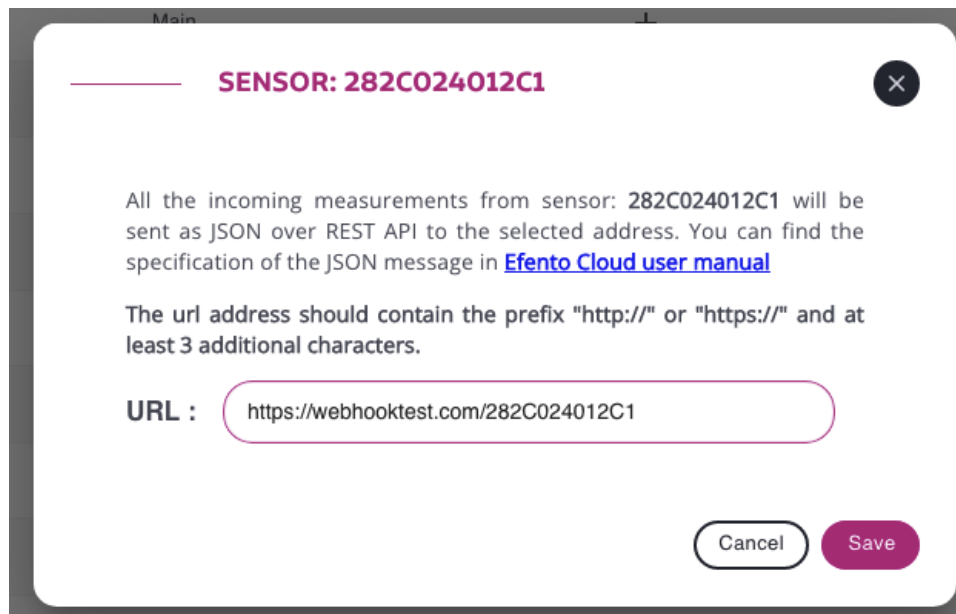 Main
SENSOR: 282C024012C1
All the incoming measurements from sensor: 282C024012C1 will be
sent as JSON over REST API to the selected address. You can find the
specification of the JSON message in Efento Cloud user manual
The url address should contain the prefix "http://" or "https://" and at
least 3 additional characters.
URL : https://webhooktest.com/282C024012C1
Cancel Save